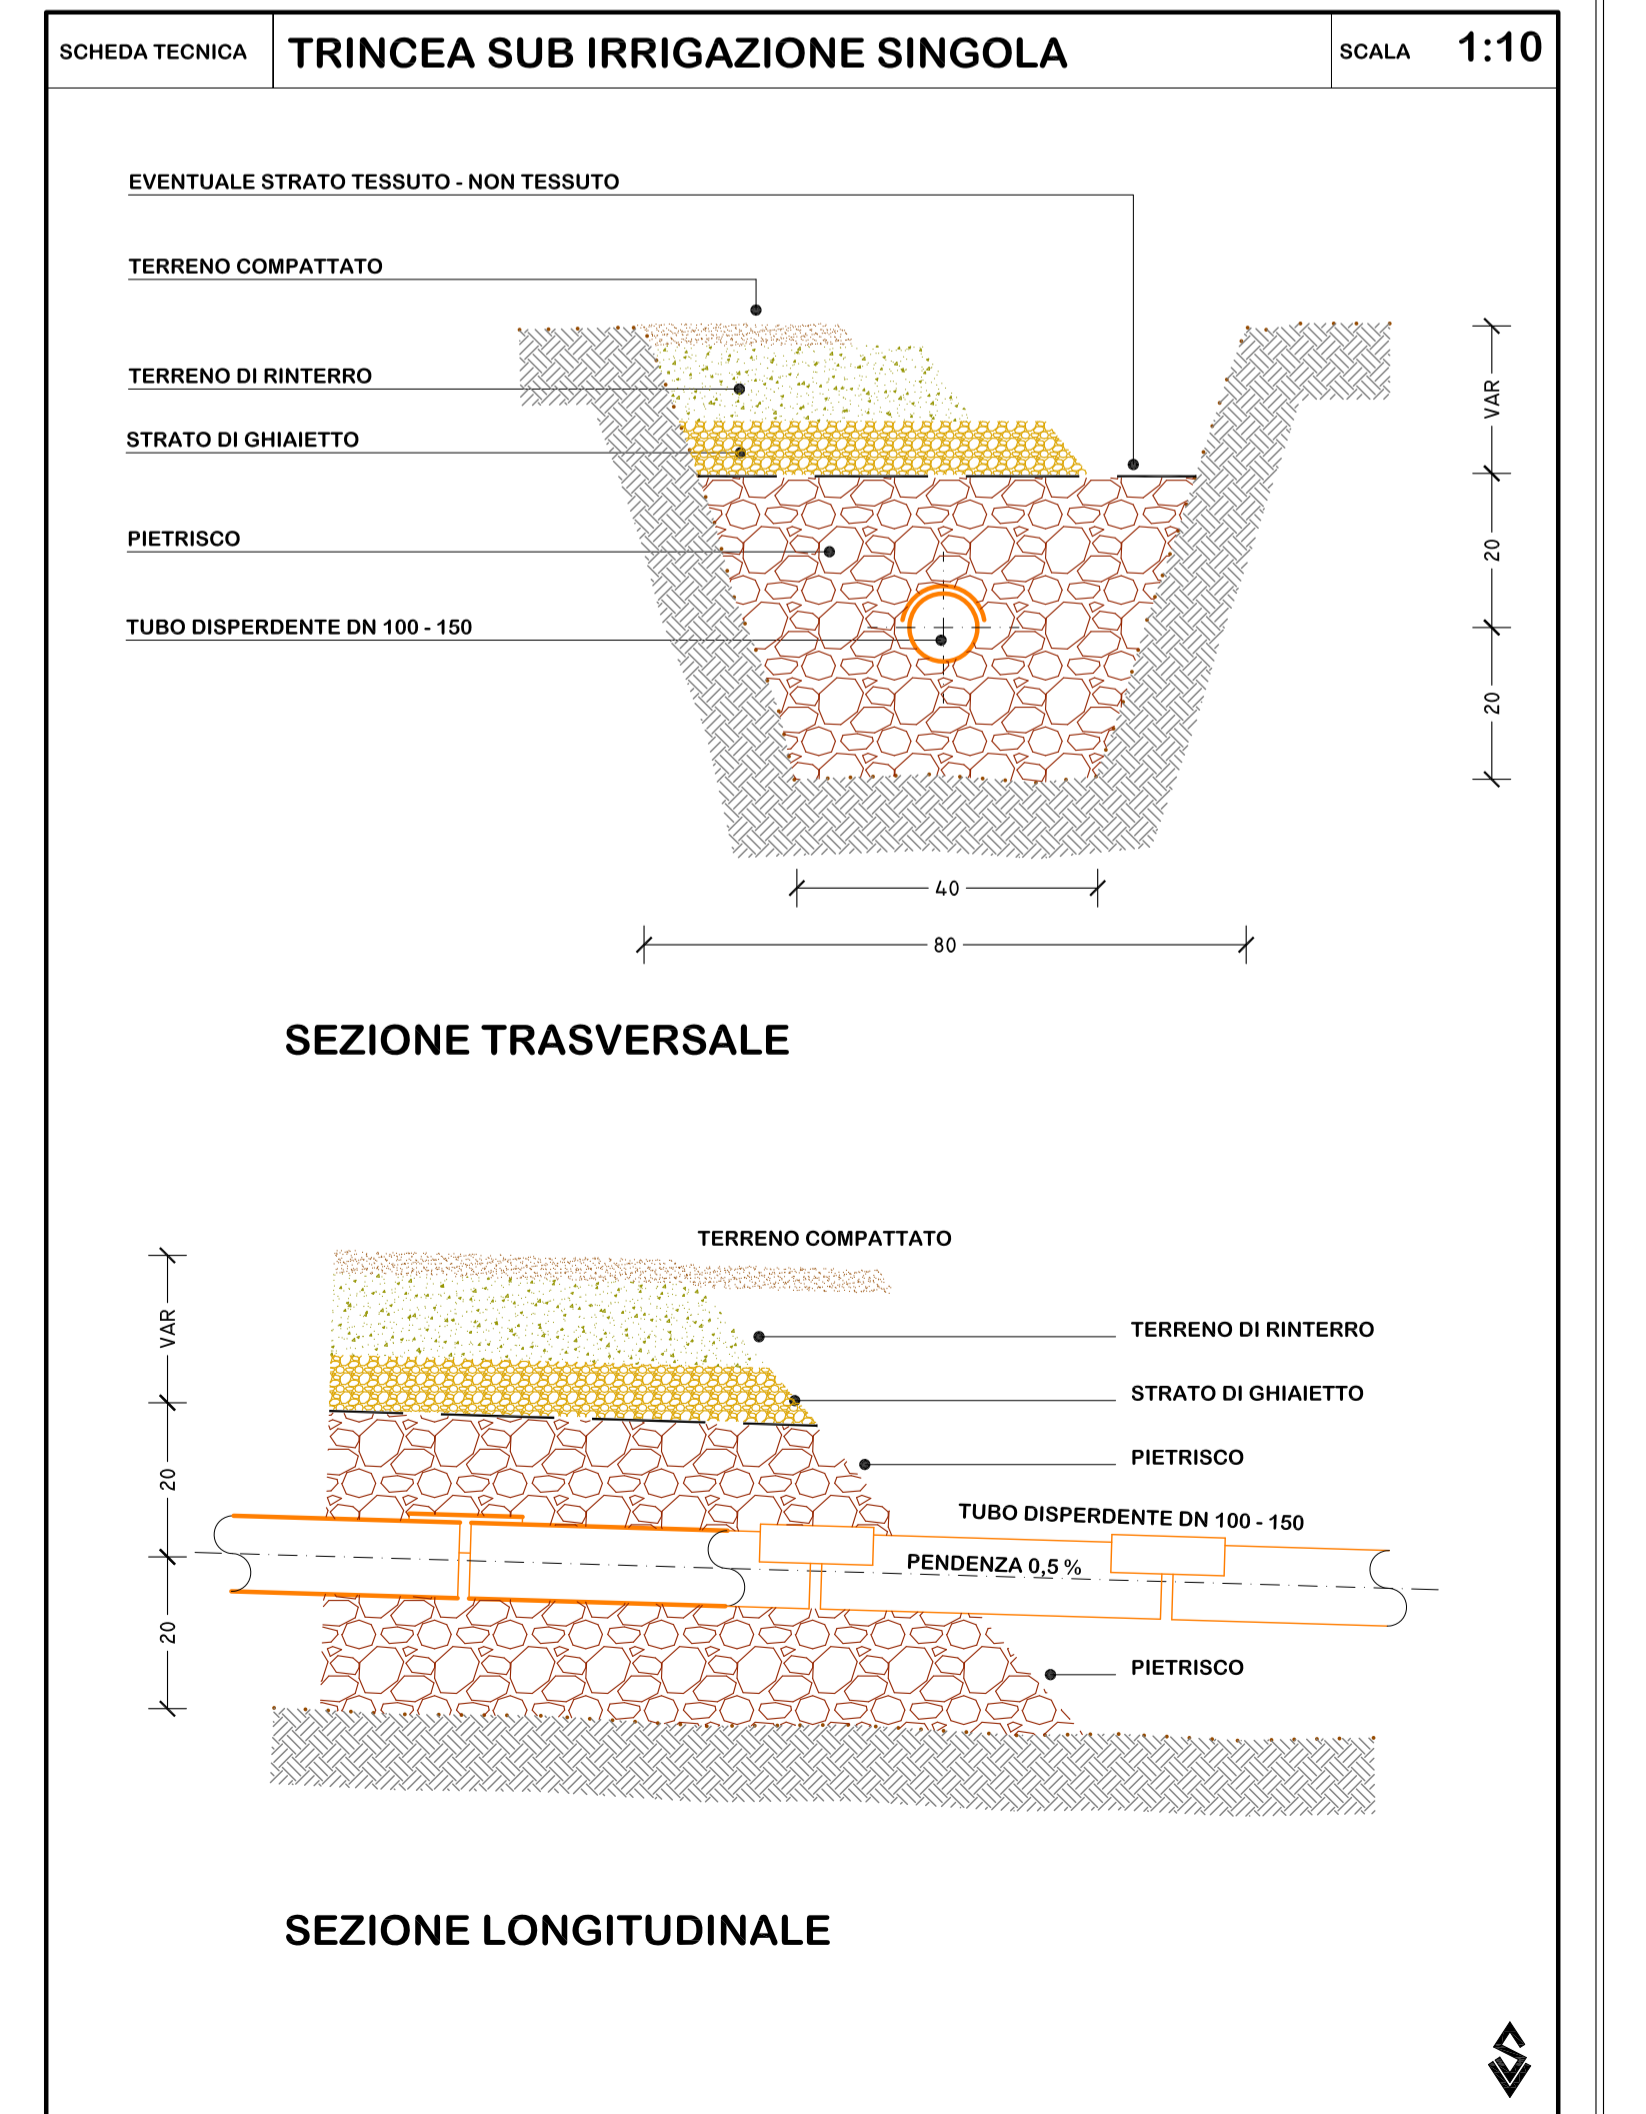 SCHEDA TECNICA
TRINCEA SUB IRRIGAZIONE SINGOLA
SCALA 1:10
EVENTUALE STRATO TESSUTO - NON TESSUTO
TERRENO COMPATTATO
TERRENO DI RINTERRO
STRATO DI GHIAIETTO
PIETRISCO
TUBO DISPERDENTE DN 100 - 150
VAR
20
20
40
80
SEZIONE TRASVERSALE
TERRENO COMPATTATO
VAR
TERRENO DI RINTERRO
STRATO DI GHIAIETTO
PIETRISCO
20
TUBO DISPERDENTE DN 100 - 150
PENDENZA 0,5 %
20
PIETRISCO
SEZIONE LONGITUDINALE